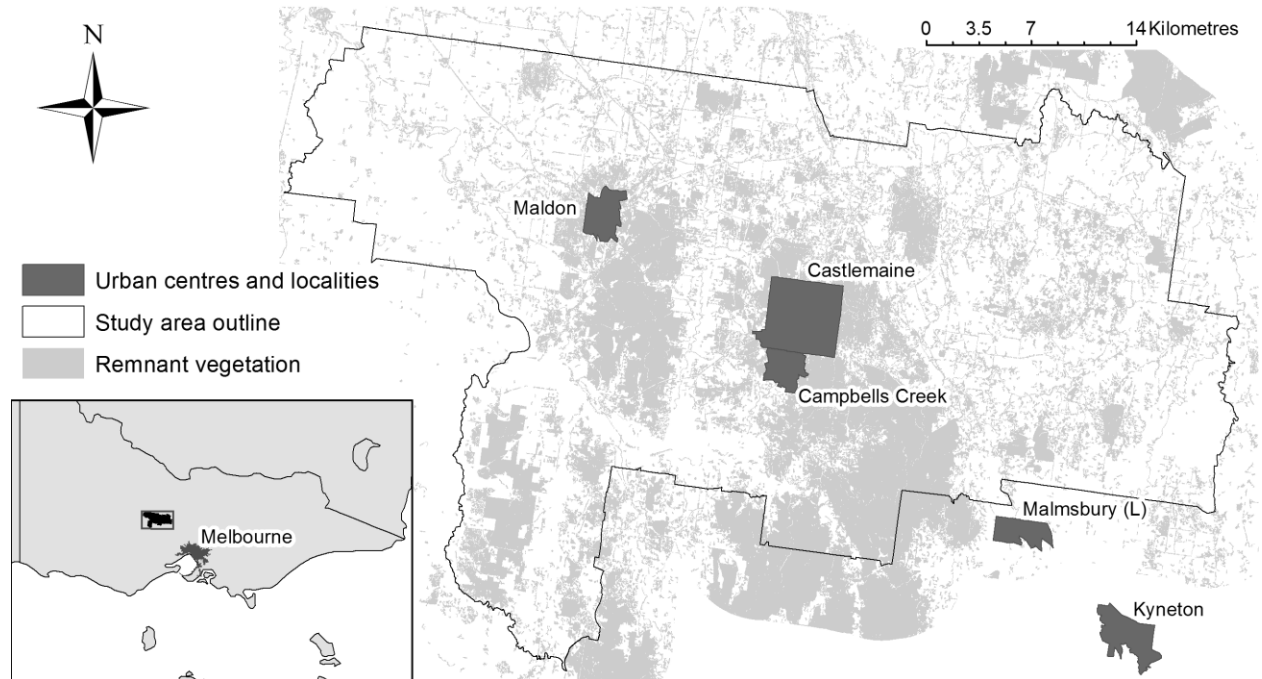 N
0 3.5 7 14 Kilometres
Maldon
Castlemaine
Campbells Creek
Malmsbury (L)
Kyneton
Urban centres and localities
Study area outline
Remnant vegetation
Melbourne